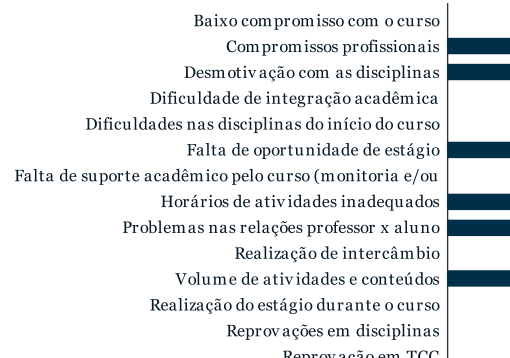 Baixo compromisso com o curso
Compromissos profissionais
Desmotivação com as disciplinas
Dificuldade de integração acadêmica
Dificuldades nas disciplinas do início do curso
Falta de oportunidade de estágio
Falta de suporte acadêmico pelo curso (monitoria e/ou
Horários de atividades inadequados
Problemas nas relações professor x aluno
Realização de intercâmbio
Volume de atividades e conteúdos
Realização do estágio durante o curso
Reprovações em disciplinas
Reprovação em TCC